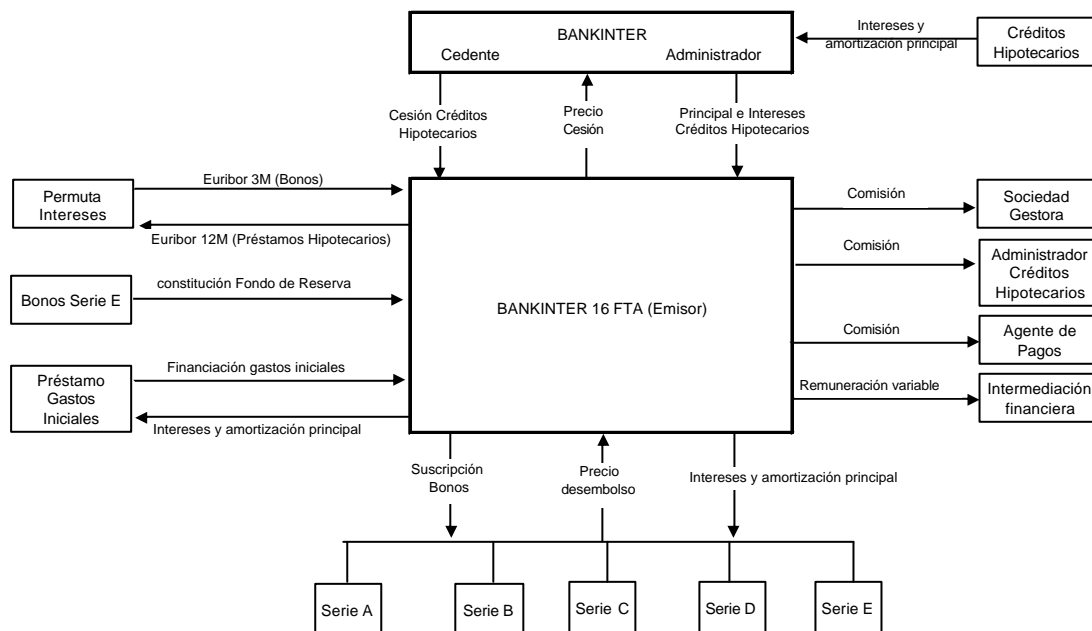 BANKINTER
Cedente
Administrador
Intereses y
amortización principal
Créditos
Hipotecarios
Cesión Créditos
Hipotecarios
Precio
Cesión
Principal e Intereses
Créditos Hipotecarios
Permuta
Intereses
Euribor 3M (Bonos)
Euribor 12M (Préstamos Hipotecarios)
Bonos Serie E
constitución Fondo de Reserva
Préstamo
Gastos
Iniciales
Financiación gastos iniciales
Intereses y amortización principal
BANKINTER 16 FTA (Emisor)
Comisión
Sociedad
Gestora
Comisión
Administrador
Créditos
Hipotecarios
Comisión
Agente de
Pagos
Remuneración variable
Intermediación
financiera
Suscripción
Bonos
Precio
desembolso
Intereses y amortización principal
Serie A
Serie B
Serie C
Serie D
Serie E